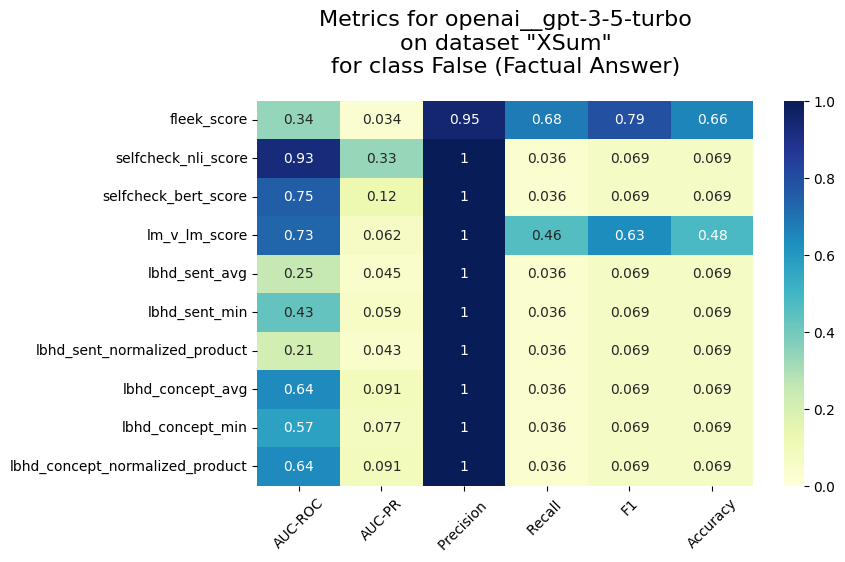 Metrics for openai__gpt-3-5-turbo
on dataset "XSum"
for class False (Factual Answer)
fleek_score 0.34 0.034 0.95 0.68 0.79 0.66
selfcheck_nli_score 0.93 0.33 1 0.036 0.069 0.069
selfcheck_bert_score 0.75 0.12 1 0.036 0.069 0.069
lm_v_lm_score 0.73 0.062 1 0.46 0.63 0.48
lbhd_sent_avg 0.25 0.045 1 0.036 0.069 0.069
lbhd_sent_min 0.43 0.059 1 0.036 0.069 0.069
lbhd_sent_normalized_product 0.21 0.043 1 0.036 0.069 0.069
lbhd_concept_avg 0.64 0.091 1 0.036 0.069 0.069
lbhd_concept_min 0.57 0.077 1 0.036 0.069 0.069
lbhd_concept_normalized_product 0.64 0.091 1 0.036 0.069 0.069
AUC-ROC AUC-PR Precision Recall F1 Accuracy
1.0
0.8
0.6
0.4
0.2
0.0